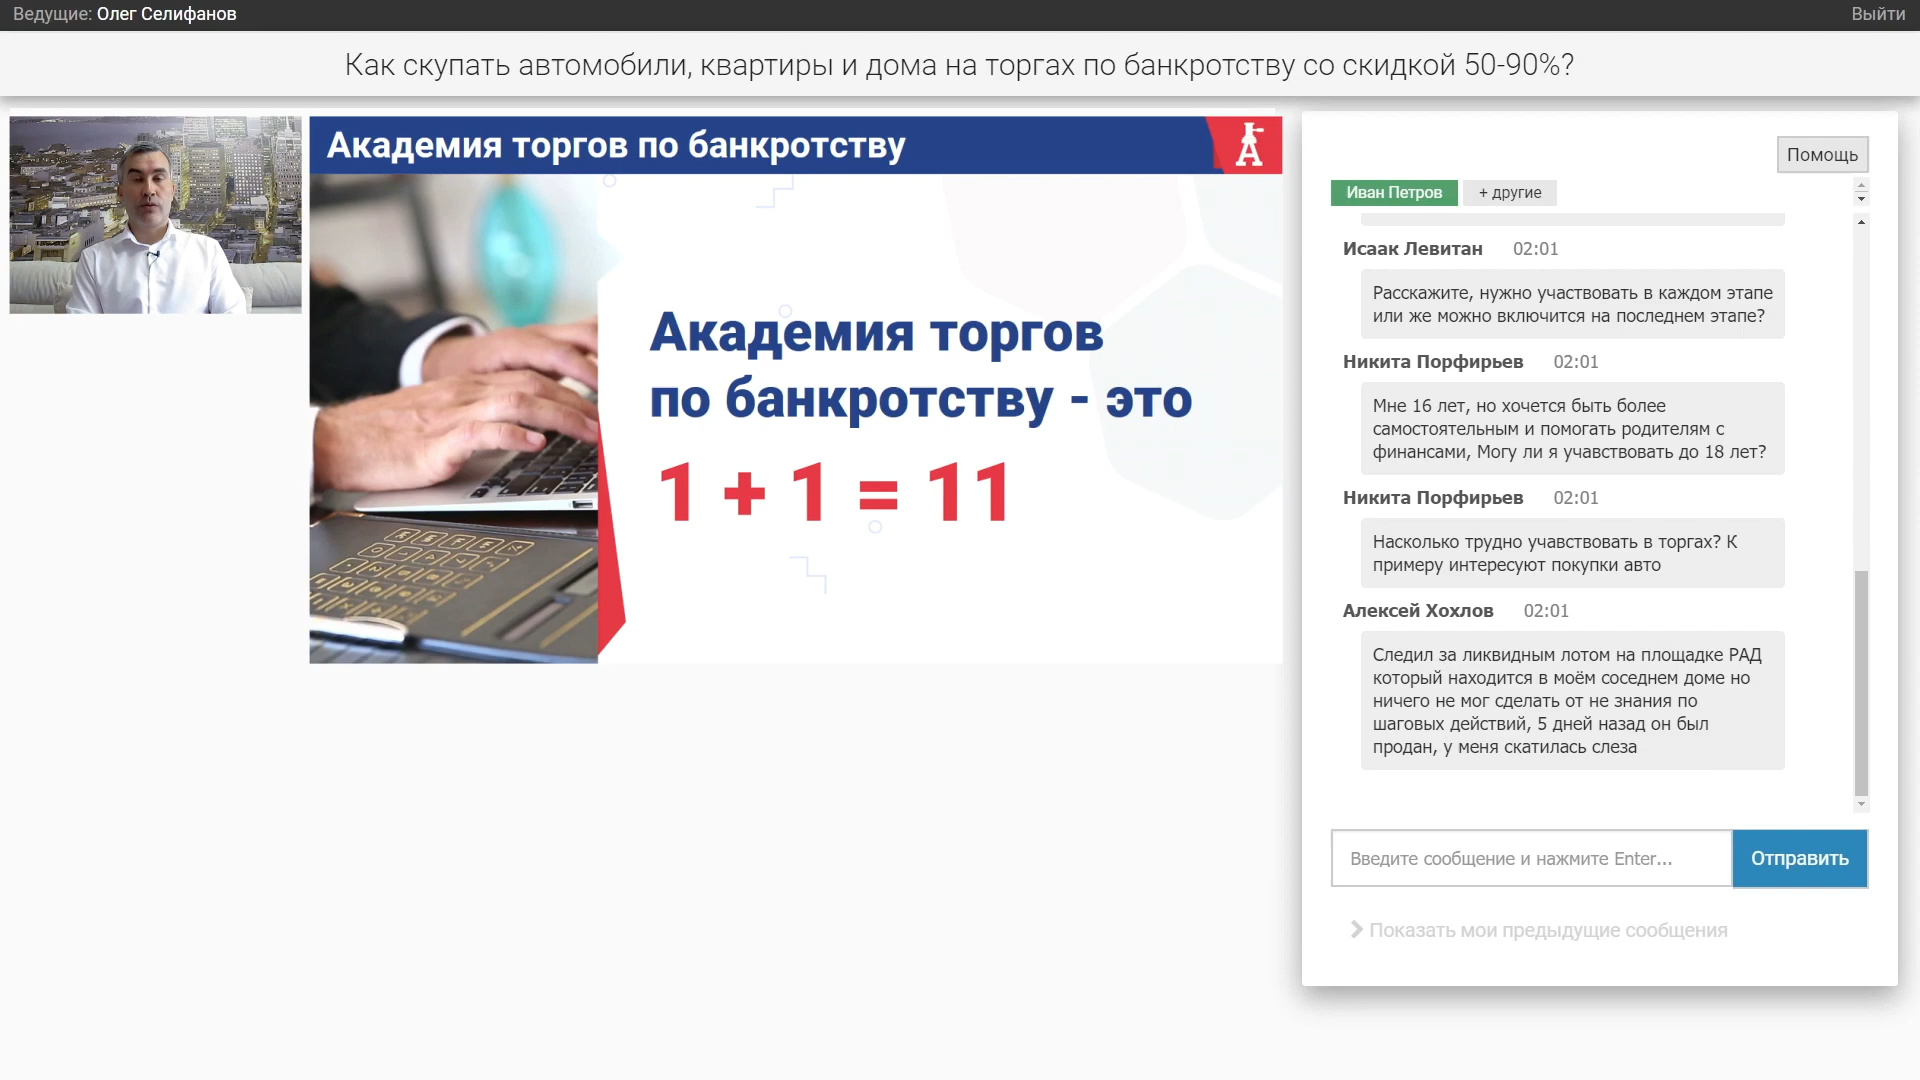 Ведущие: Олег Селифанов
Выйти
Как скупать автомобили, квартиры и дома на торгах по банкротству со скидкой 50-90%?
Академия торгов по банкротству
Академия торгов
по банкротству - это
1 + 1 = 11
Помощь
Иван Петров
+ другие
Исаак Левитан 02:01
Расскажите, нужно участвовать в каждом этапе
или же можно включится на последнем этапе?
Никита Порфирьев 02:01
Мне 16 лет, но хочется быть более
самостоятельным и помогать родителям с
финансами, Могу ли я учавствовать до 18 лет?
Никита Порфирьев 02:01
Насколько трудно учавствовать в торгах? К
примеру интересуют покупки авто
Алексей Хохлов 02:01
Следил за ликвидным лотом на площадке РАД
который находится в моём соседнем доме но
ничего не мог сделать от не знания по
шаговых действий, 5 дней назад он был
продан, у меня скатилась слеза
Введите сообщение и нажмите Enter...
Отправить
Показать мои предыдущие сообщения